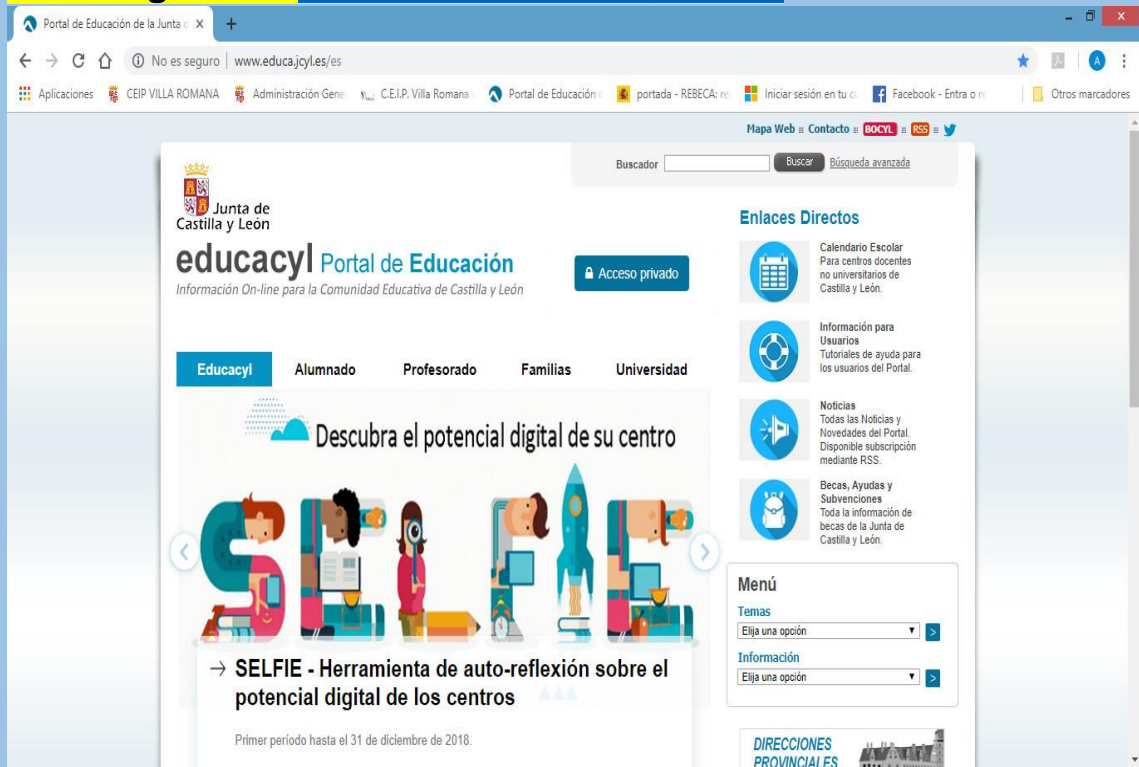 Portal de Educación de la Junta
No es seguro | www.educa.jcyl.es/es
Aplicaciones CEIP VILLA ROMANA Administración Gene C.E.I.P. Villa Romana Portal de Educación portada - REBECA: re Iniciar sesión en tu Facebook - Entra o re Otros marcadores
Mapa Web :: Contacto :: BOCYL :: RSS ::
Buscador Buscar Búsqueda avanzada
Junta de
Castilla y León
educacyl Portal de Educación
Información On-line para la Comunidad Educativa de Castilla y León
Acceso privado
Educacyl Alumnado Profesorado Familias Universidad
Descubra el potencial digital de su centro
SELFIE
→ SELFIE - Herramienta de auto-reflexión sobre el
potencial digital de los centros
Primer período hasta el 31 de diciembre de 2018.
Enlaces Directos
Calendario Escolar
Para centros docentes
no universitarios de
Castilla y León.
Información para
Usuarios
Tutoriales de ayuda para
los usuarios del Portal.
Noticias
Todas las Noticias y
Novedades del Portal.
Disponible subscripción
mediante RSS.
Becas, Ayudas y
Subvenciones
Toda la información de
becas de la Junta de
Castilla y León.
Menú
Temas
Elija una opción
Información
Elija una opción
DIRECCIONES
PROVINCIALES